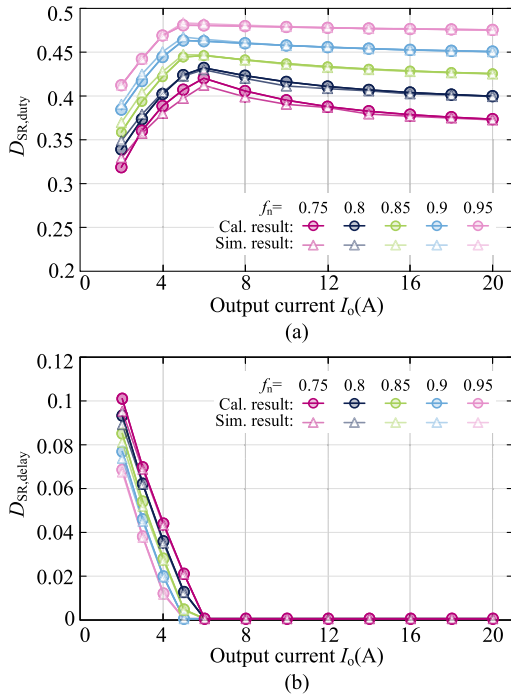 0.5
0.45
0.4
0.35
0.3
0.25
0.2
D_SR,duty
f_n= 0.75 0.8 0.85 0.9 0.95
Cal. result:
Sim. result:
0 4 8 12 16 20
Output current I_o(A)
(a)
0.12
0.1
0.08
0.06
0.04
0.02
0
D_SR,delay
f_n= 0.75 0.8 0.85 0.9 0.95
Cal. result:
Sim. result:
0 4 8 12 16 20
Output current I_o(A)
(b)